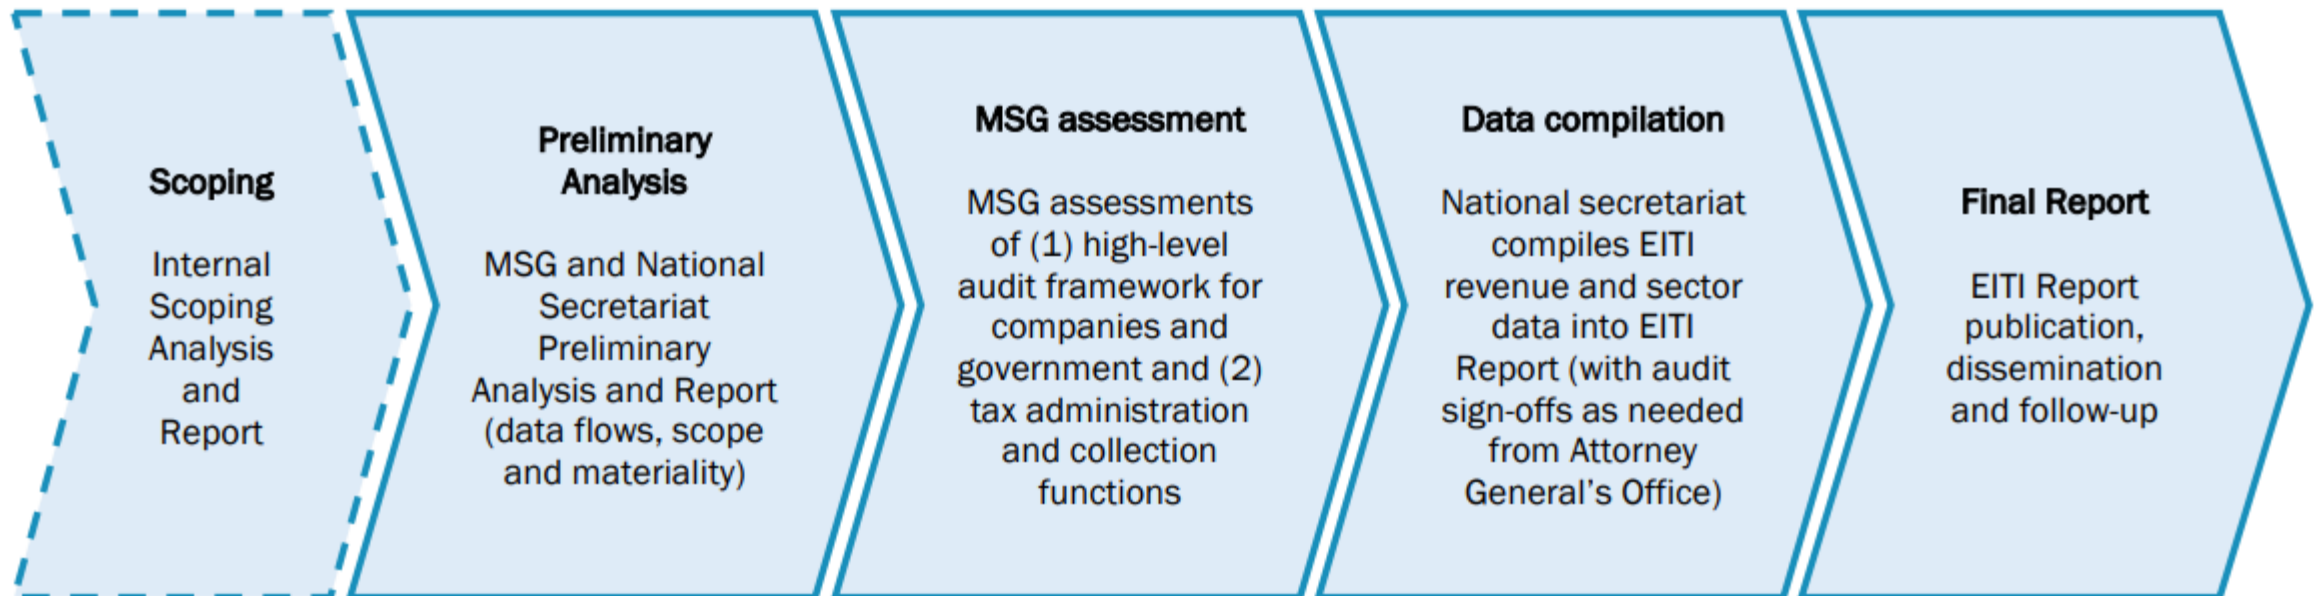 Scoping
Internal
Scoping
Analysis
and
Report
Preliminary
Analysis
MSG and National
Secretariat
Preliminary
Analysis and Report
(data flows, scope
and materiality)
MSG assessment
MSG assessments
of (1) high-level
audit framework for
companies and
government and (2)
tax administration
and collection
functions
Data compilation
National secretariat
compiles EITI
revenue and sector
data into EITI
Report (with audit
sign-offs as needed
from Attorney
General’s Office)
Final Report
EITI Report
publication,
dissemination
and follow-up